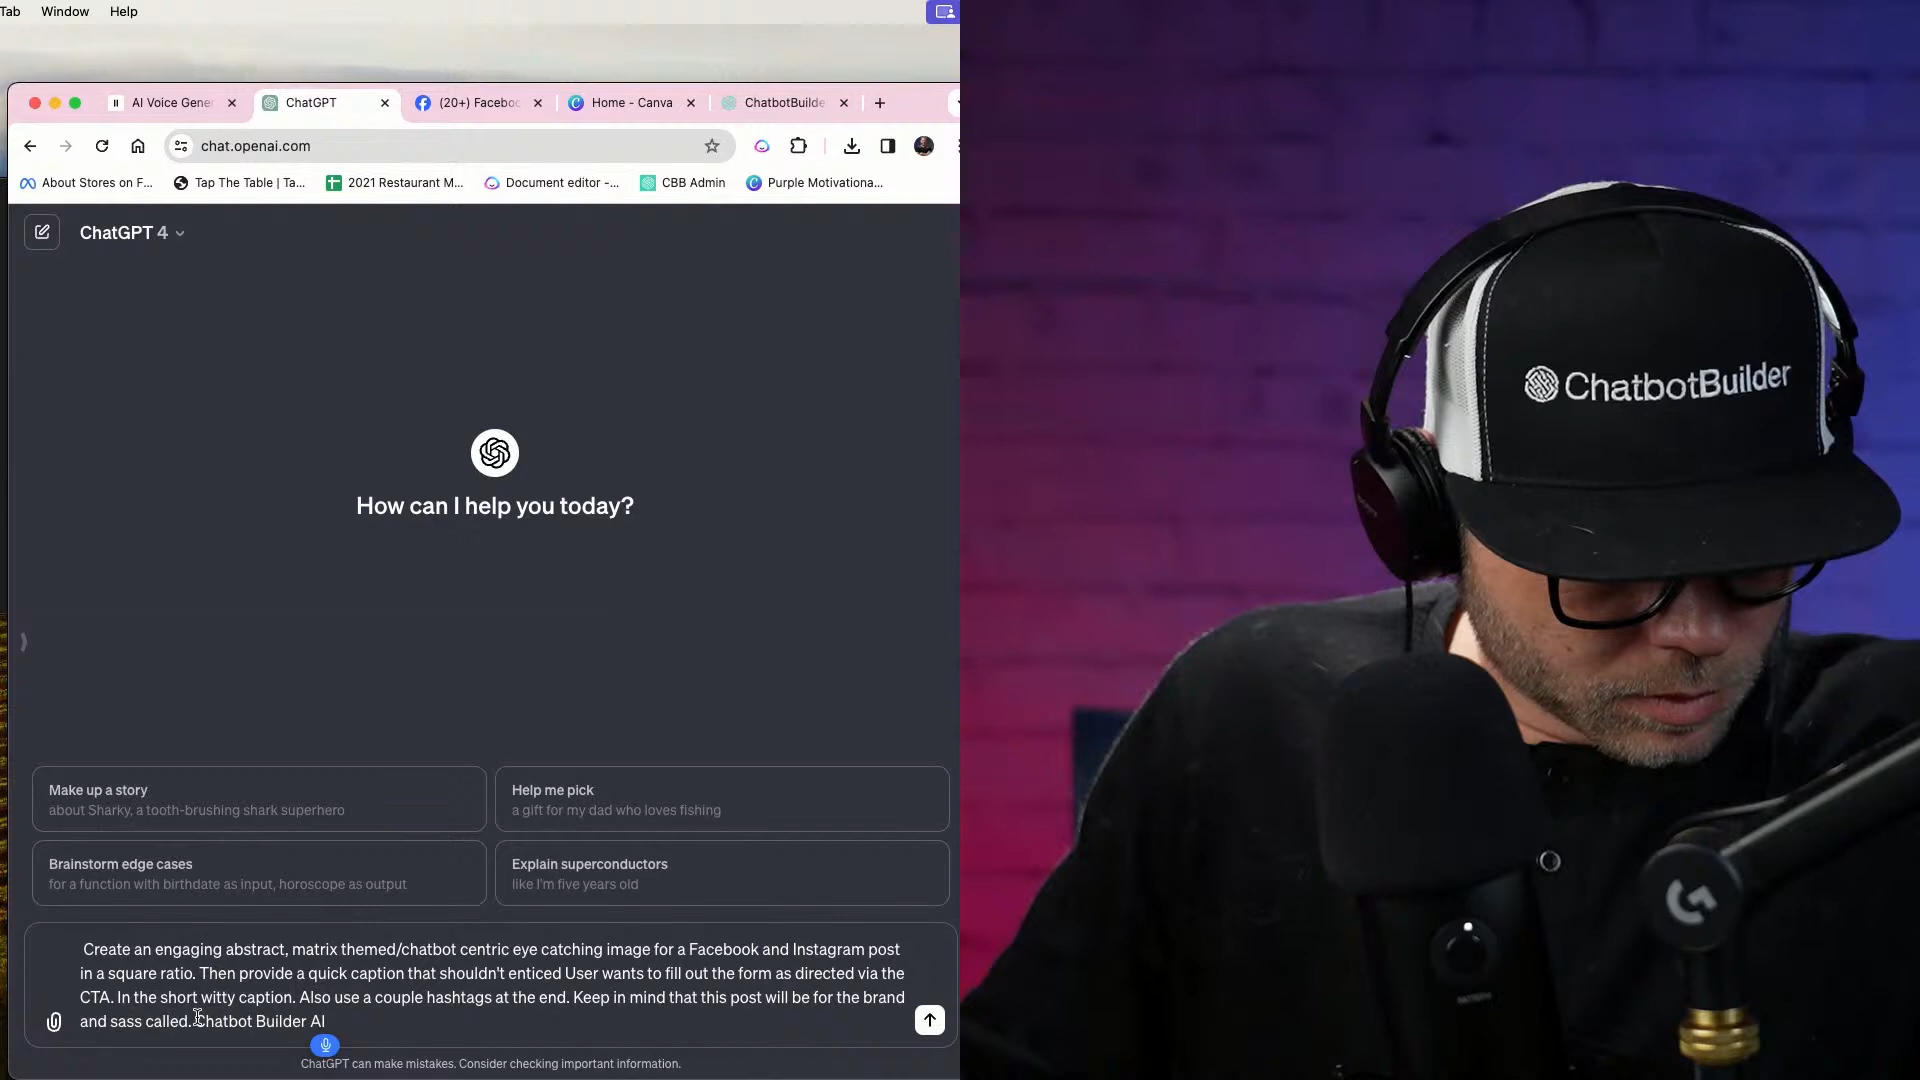 Tab Window Help
AI Voice Gene
ChatGPT
(20+) Facebo
Home - Canva
ChatbotBuilde
chat.openai.com
About Stores on F...
Tap The Table | Ta...
2021 Restaurant M...
Document editor -...
CBB Admin
Purple Motivationa...
ChatGPT 4
How can I help you today?
Make up a story
about Sharky, a tooth-brushing shark superhero
Help me pick
a gift for my dad who loves fishing
Brainstorm edge cases
for a function with birthdate as input, horoscope as output
Explain superconductors
like I'm five years old
Create an engaging abstract, matrix themed/chatbot centric eye catching image for a Facebook and Instagram post
in a square ratio. Then provide a quick caption that shouldn't enticed User wants to fill out the form as directed via the
CTA. In the short witty caption. Also use a couple hashtags at the end. Keep in mind that this post will be for the brand
and sass called. Chatbot Builder AI
ChatGPT can make mistakes. Consider checking important information.
ChatbotBuilder